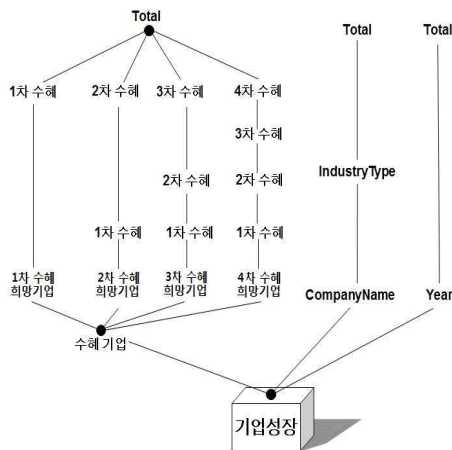 Total
Total
Total
1차 수혜
2차 수혜
3차 수혜
4차 수혜
3차 수혜
IndustryType
2차 수혜
2차 수혜
1차 수혜
1차 수혜
1차 수혜
1차 수혜
희망기업
2차 수혜
희망기업
3차 수혜
희망기업
4차 수혜
희망기업
CompanyName
Year
수혜 기업
기업성장